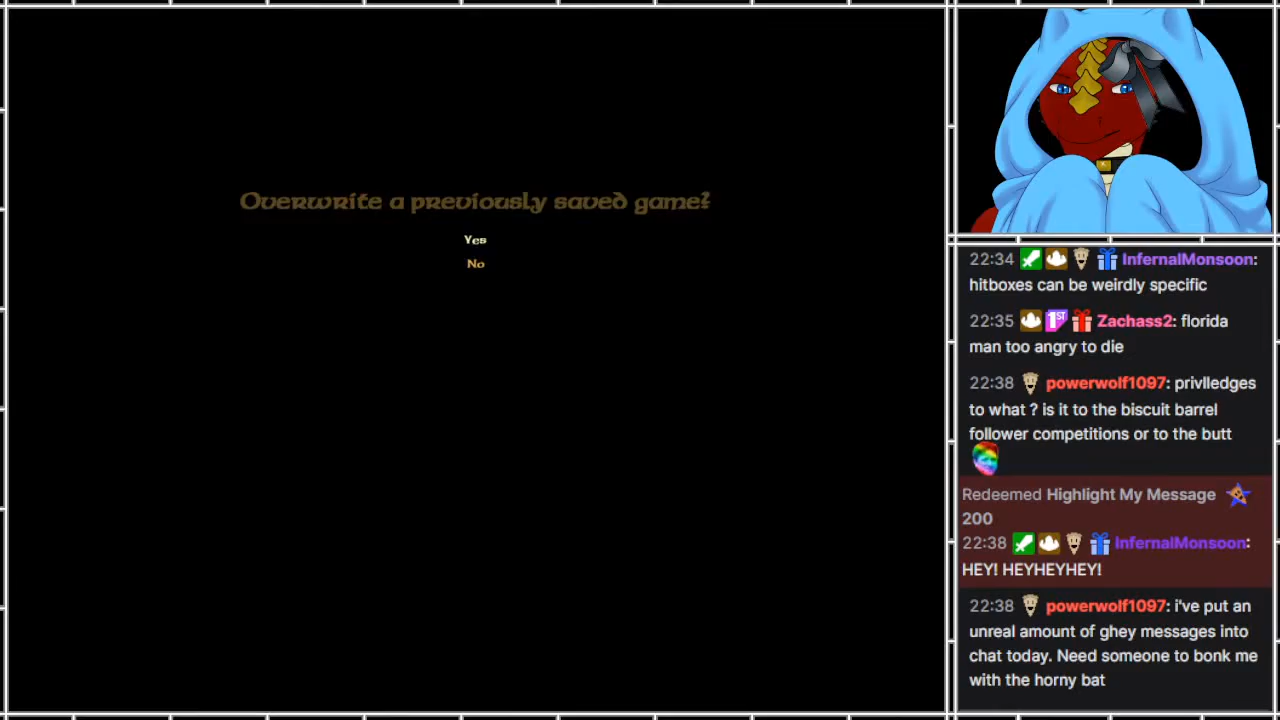 Overwrite a previously saved game?
Yes
No
22:34 InfernalMonsoon:
hitboxes can be weirdly specific
22:35 1ST Zachass2: florida
man too angry to die
22:38 powerwolf1097: privlledges
to what ? is it to the biscuit barrel
follower competitions or to the butt
Redeemed Highlight My Message
200
22:38 InfernalMonsoon:
HEY! HEYHEYHEY!
22:38 powerwolf1097: i've put an
unreal amount of ghey messages into
chat today. Need someone to bonk me
with the horny bat